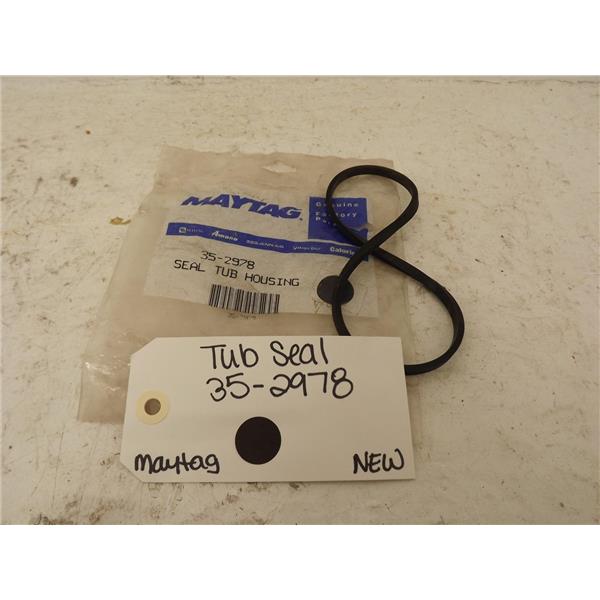 MAYTAG
Genuine
Factory
Parts
Amana
35-2978
SEAL TUB HOUSING
Tub Seal
35-2978
Maytag
NEW